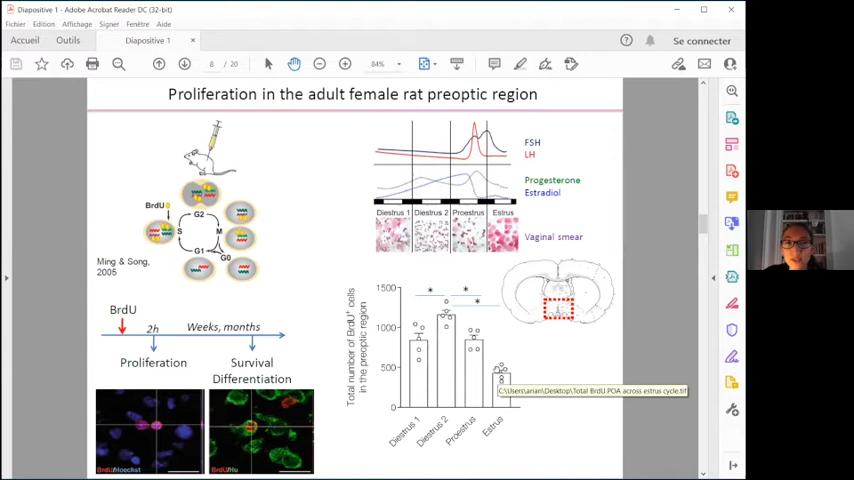 Diapositive 1 - Adobe Acrobat Reader DC (32-bit)
Fichier Edition Affichage Signer Fenêtre Aide
Accueil Outils Diapositive 1 × Se connecter
8 / 20 84%
Proliferation in the adult female rat preoptic region
BrdU
G2
S
M
G1
G0
Ming & Song,
2005
BrdU
2h
Weeks, months
Proliferation
Survival
Differentiation
BrdU/Hoechst
BrdU/Hu
FSH
LH
Progesterone
Estradiol
Diestrus 1 Diestrus 2 Proestrus Estrus
Vaginal smear
Total number of BrdU+ cells
in the preoptic region
1500
1000
500
0
* * *
Diestrus 1
Diestrus 2
Proestrus
Estrus
C:\Users\arian\Desktop\Total BrdU POA across estrus cycle.tif